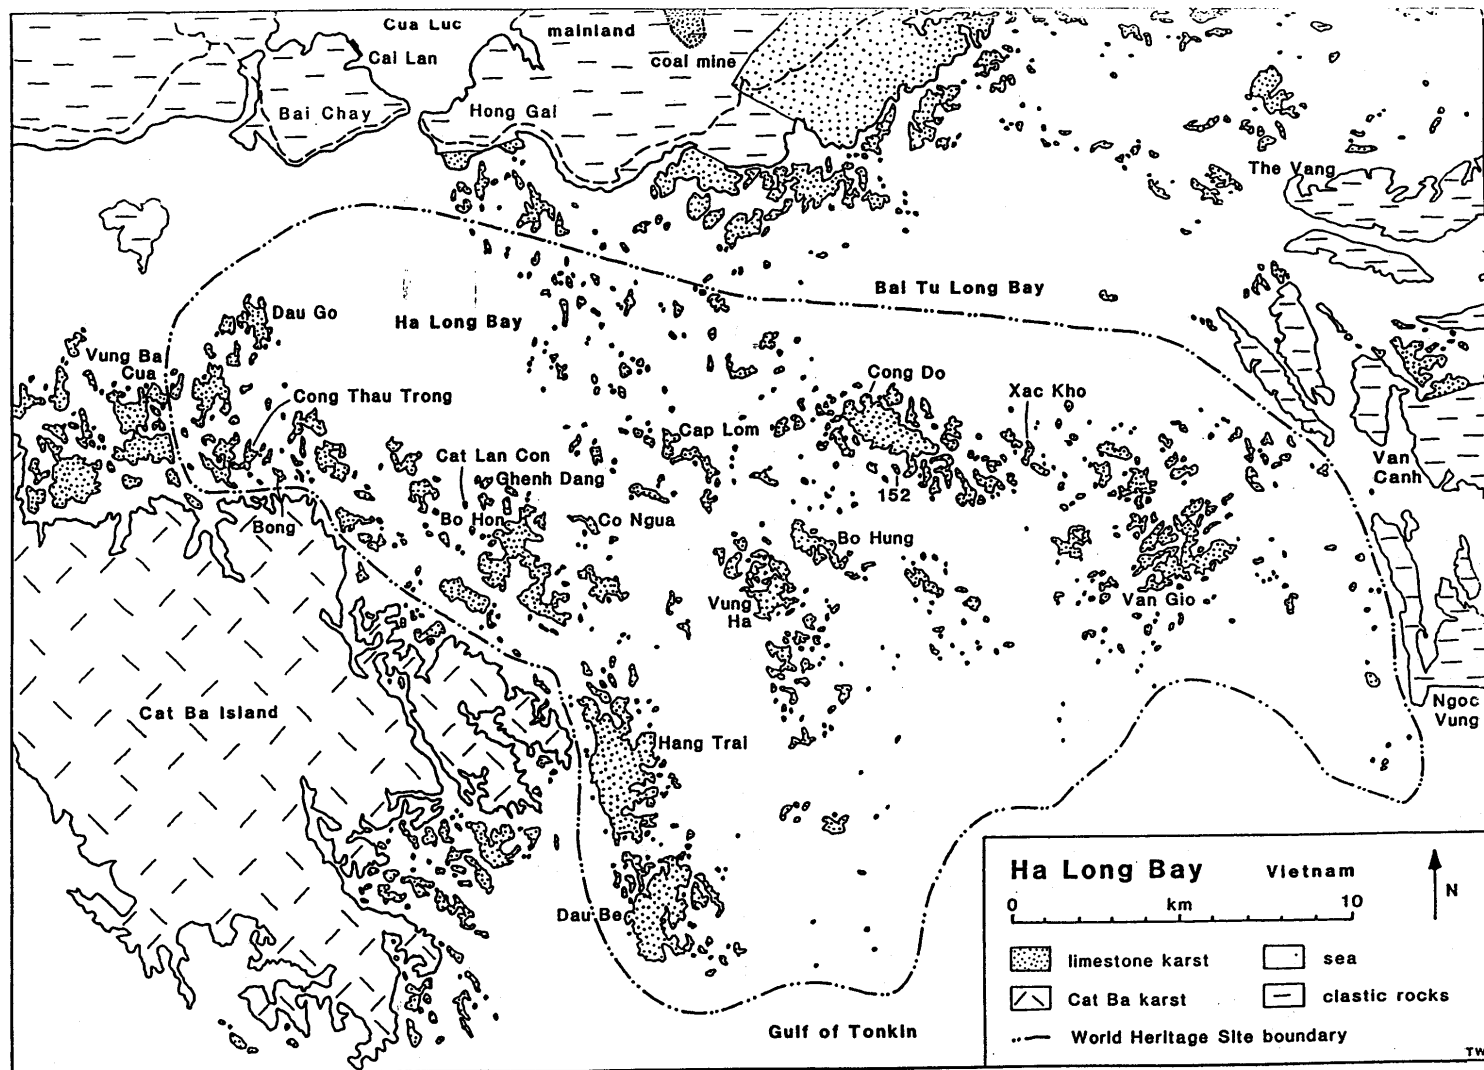 Cua Luc
mainland
Cai Lan
coal mine
Bai Chay
Hong Gai
The Vang
Bai Tu Long Bay
Dau Go
Ha Long Bay
Vung Ba
Cua
Cong Do
Xac Kho
Cong Thau Trong
Cap Lom
Cat Lan Con
Ghenh Dang
Van
Canh
152
Bong
Bo Hon
Co Ngua
Bo Hung
Vung
Ha
Van Gio
Cat Ba Island
Ngoc
Vung
Hang Trai
Dau Be
Gulf of Tonkin
Ha Long Bay Vietnam
N
0 km 10
limestone karst
sea
Cat Ba karst
clastic rocks
World Heritage Site boundary
TW